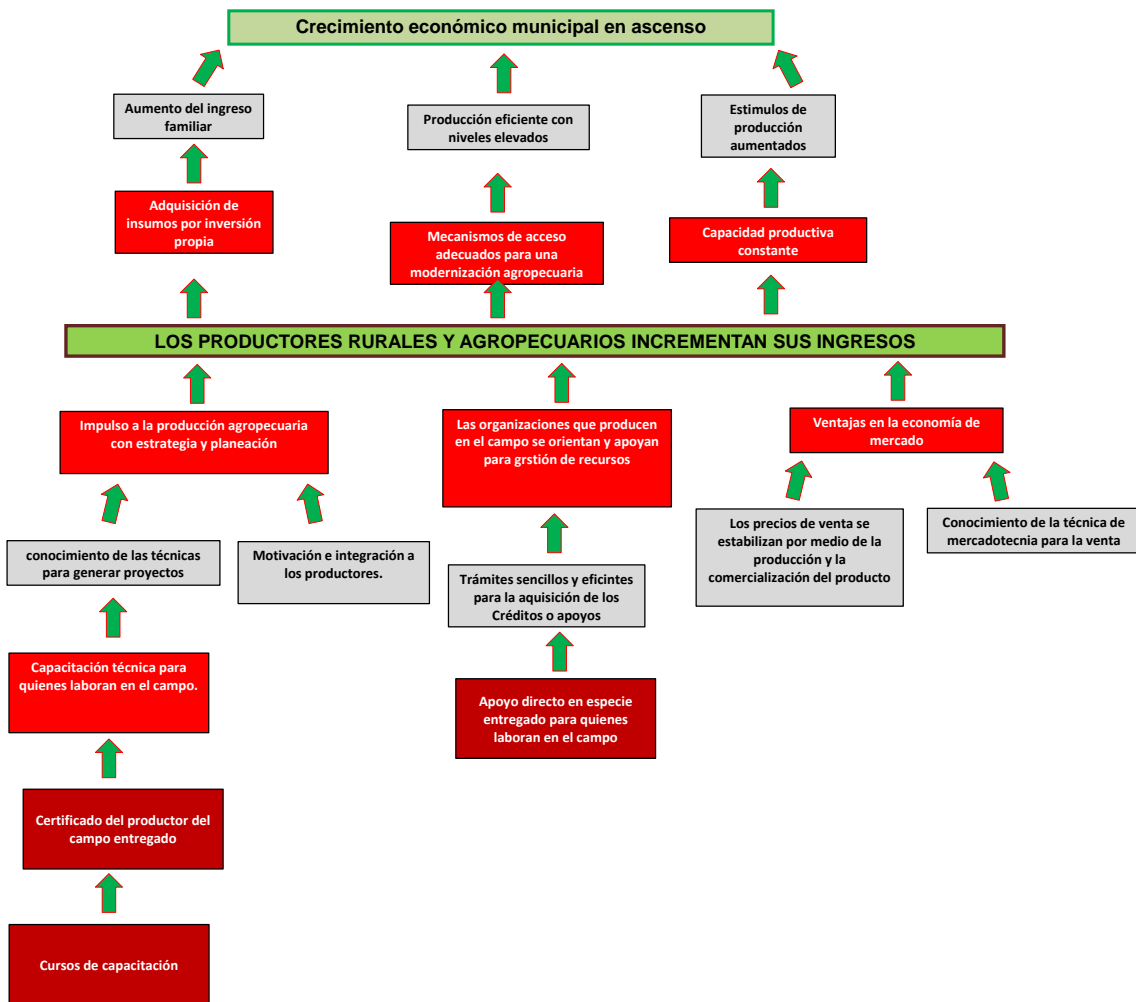 Crecimiento económico municipal en ascenso
Aumento del ingreso
familiar
Producción eficiente con
niveles elevados
Estimulos de
producción
aumentados
Adquisición de
insumos por inversión
propia
Mecanismos de acceso
adecuados para una
modernización agropecuaria
Capacidad productiva
constante
LOS PRODUCTORES RURALES Y AGROPECUARIOS INCREMENTAN SUS INGRESOS
Impulso a la producción agropecuaria
con estrategia y planeación
Las organizaciones que producen
en el campo se orientan y apoyan
para grstión de recursos
Ventajas en la economía de
mercado
conocimiento de las técnicas
para generar proyectos
Motivación e integración a
los productores.
Trámites sencillos y eficintes
para la aquisición de los
Créditos o apoyos
Los precios de venta se
estabilizan por medio de la
producción y la
comercialización del producto
Conocimiento de la técnica de
mercadotecnia para la venta
Capacitación técnica para
quienes laboran en el campo.
Apoyo directo en especie
entregado para quienes
laboran en el campo
Certificado del productor del
campo entregado
Cursos de capacitación